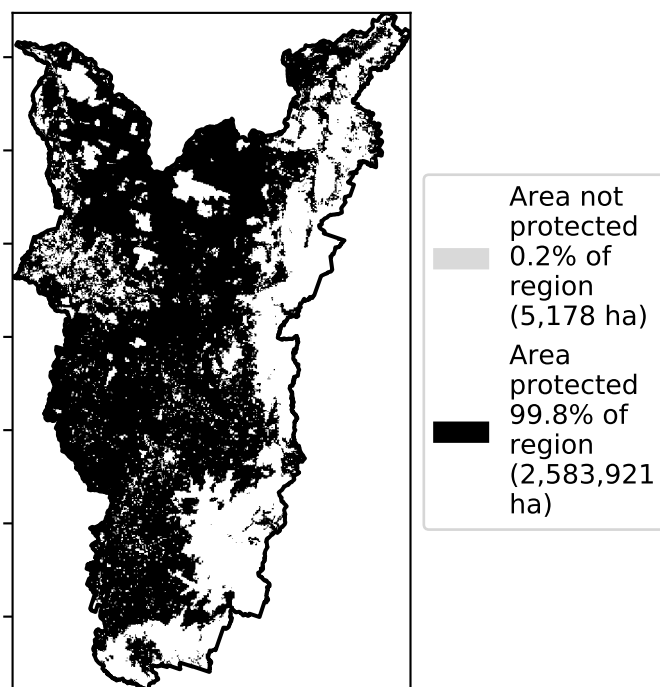 Area not
protected
0.2% of
region
(5,178 ha)
Area
protected
99.8% of
region
(2,583,921
ha)